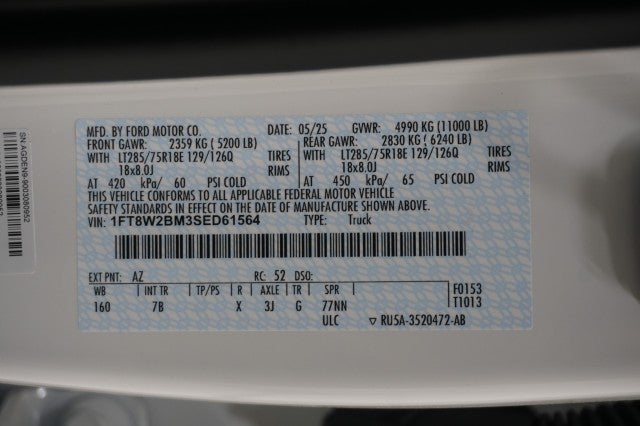 MFD. BY FORD MOTOR CO. DATE: 05/25 GVWR: 4990 KG (11000 LB)
FRONT GAWR: 2359 KG (5200 LB) REAR GAWR: 2830 KG (6240 LB)
WITH LT285/75R18E 129/126Q TIRES WITH LT285/75R18E 129/126Q TIRES
18x8.0J RIMS 18x8.0J RIMS
AT 420 kPa/ 60 PSI COLD AT 450 kPa/ 65 PSI COLD
THIS VEHICLE CONFORMS TO ALL APPLICABLE FEDERAL MOTOR VEHICLE
SAFETY STANDARDS IN EFFECT ON THE DATE OF MANUFACTURE SHOWN ABOVE.
VIN: 1FT8W2BM3SED61564 TYPE: Truck
EXT PNT: AZ RC: 52 DSO:
WB INT TR TP/PS R AXLE TR SPR F0153
160 7B X 3J G 77NN T1013
ULC ▽ RU5A-3520472-AB